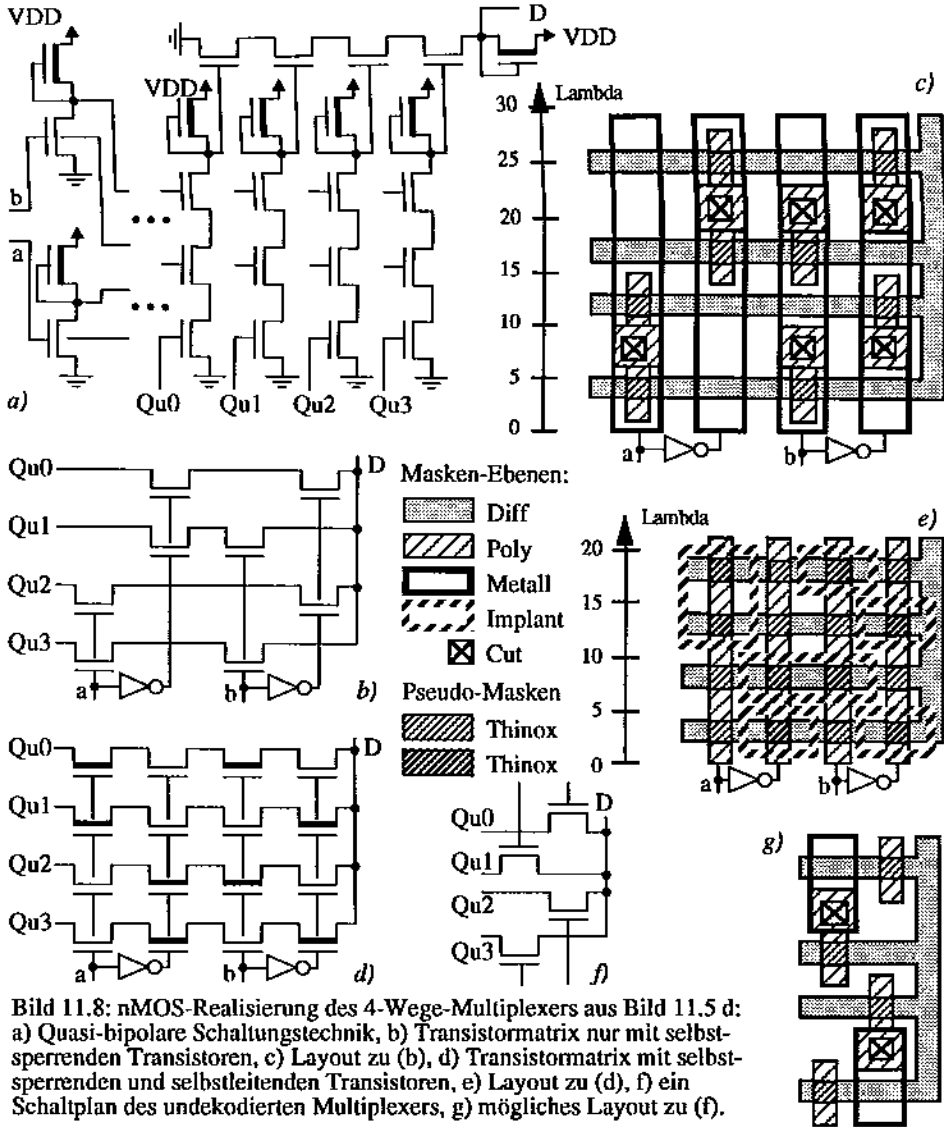 VDD
D
VDD
VDD
b
a
a)
Qu0 Qu1 Qu2 Qu3
Lambda
c)
30
25
20
15
10
5
0
a
b
Qu0
Qu1
Qu2
Qu3
D
a
b
b)
Masken-Ebenen:
Diff
Poly
Metall
Implant
Cut
Pseudo-Masken
Thinox
Thinox
Lambda
e)
20
15
10
5
0
a
b
Qu0
Qu1
Qu2
Qu3
D
a
b
d)
D
Qu0
Qu1
Qu2
Qu3
f)
g)
Bild 11.8: nMOS-Realisierung des 4-Wege-Multiplexers aus Bild 11.5 d:
a) Quasi-bipolare Schaltungstechnik, b) Transistormatrix nur mit selbst-
sperrenden Transistoren, c) Layout zu (b), d) Transistormatrix mit selbst-
sperrenden und selbstleitenden Transistoren, e) Layout zu (d), f) ein
Schaltplan des undekodierten Multiplexers, g) mögliches Layout zu (f).